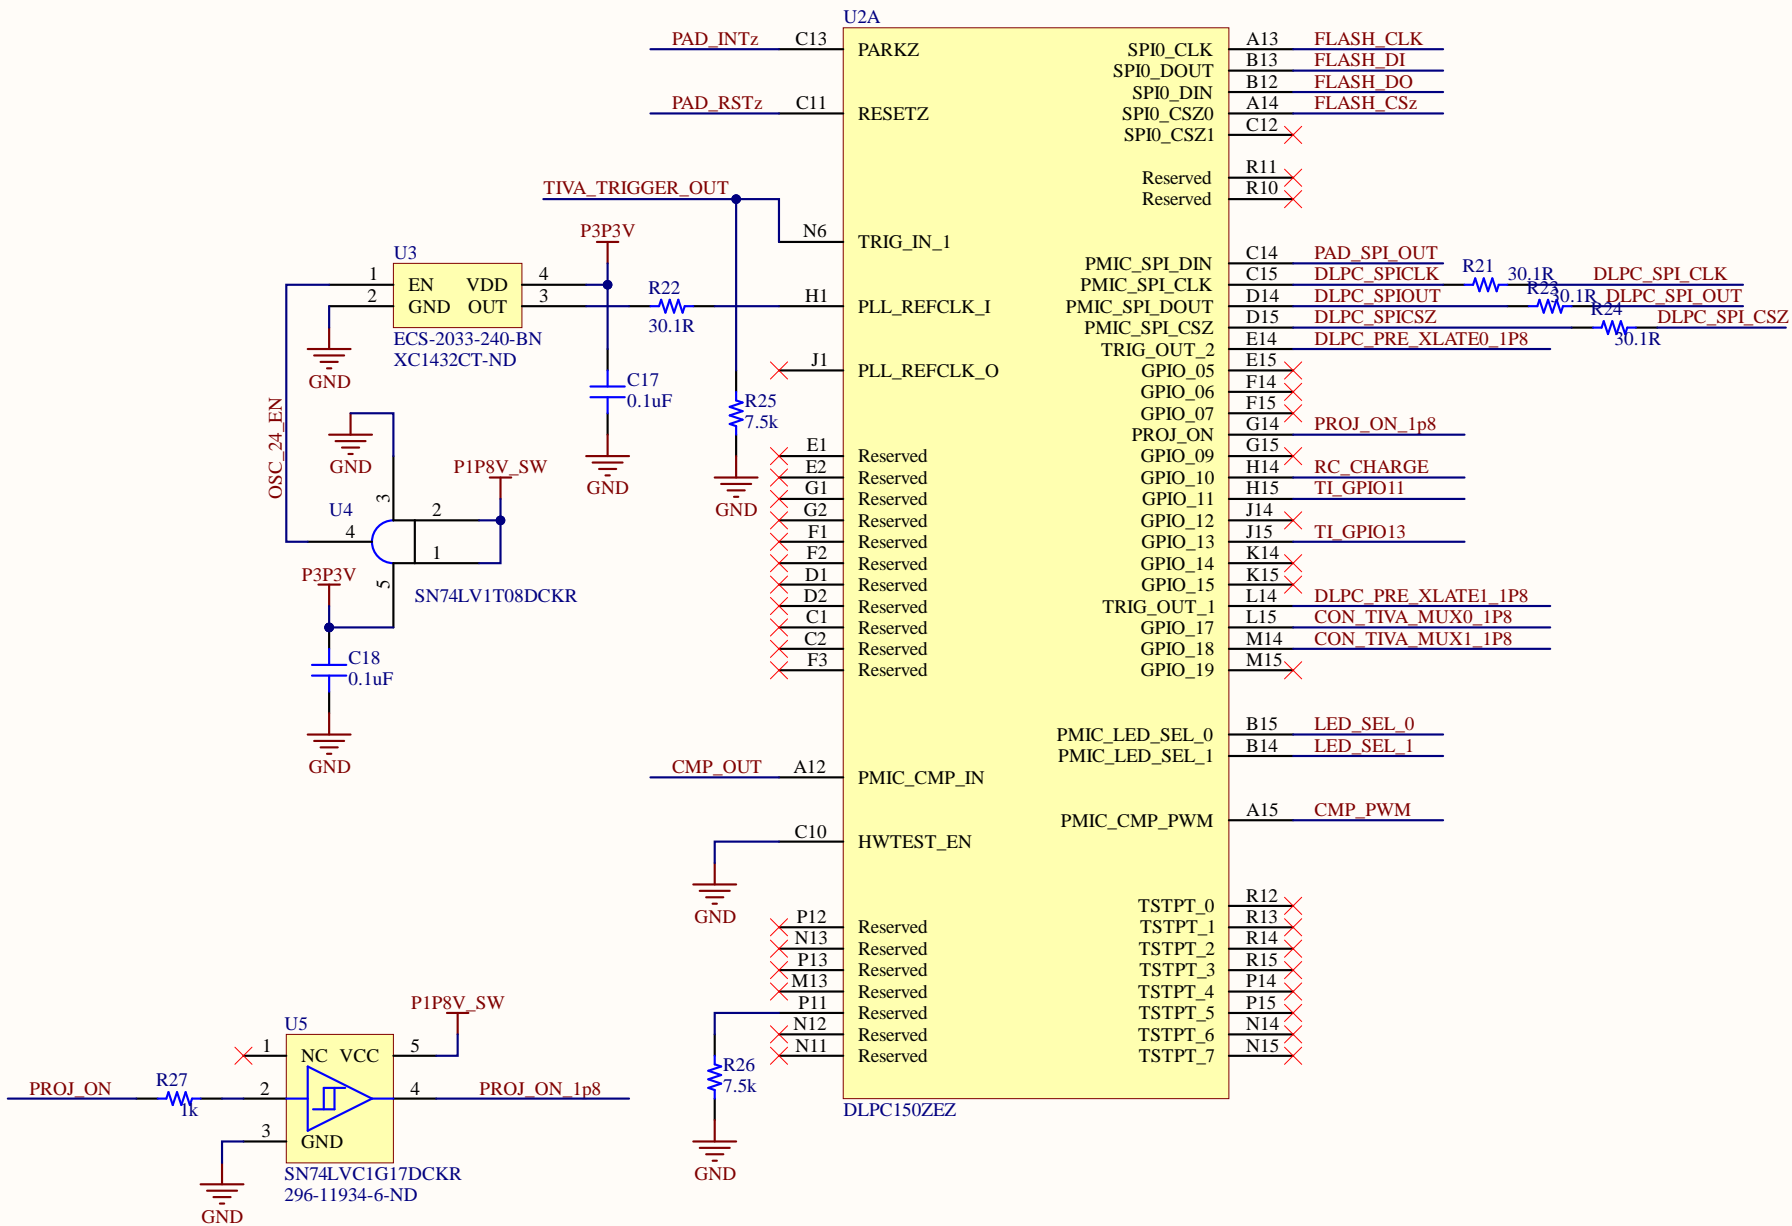 U2A
PAD_INTz C13 PARKZ
PAD_RSTz C11 RESETZ
TIVA_TRIGGER_OUT
N6 TRIG_IN_1
P3P3V
U3
1 EN VDD 4
2 GND OUT 3
ECS-2033-240-BN
XC1432CT-ND
GND
R22
30.1R
H1 PLL_REFCLK_I
J1 PLL_REFCLK_O
C17
0.1uF
GND
R25
7.5k
GND
OSC_24_EN
GND
P1P8V_SW
U4
3
2
4
1
5
SN74LV1T08DCKR
P3P3V
C18
0.1uF
GND
E1 Reserved
E2 Reserved
G1 Reserved
G2 Reserved
F1 Reserved
F2 Reserved
D1 Reserved
D2 Reserved
C1 Reserved
C2 Reserved
F3 Reserved
CMP_OUT A12 PMIC_CMP_IN
C10 HWTEST_EN
GND
P12 Reserved
N13 Reserved
P13 Reserved
M13 Reserved
P11 Reserved
N12 Reserved
N11 Reserved
R26
7.5k
GND
DLPC150ZEZ
SPI0_CLK A13 FLASH_CLK
SPI0_DOUT B13 FLASH_DI
SPI0_DIN B12 FLASH_DO
SPI0_CSZ0 A14 FLASH_CSz
SPI0_CSZ1 C12
Reserved R11
Reserved R10
PMIC_SPI_DIN C14 PAD_SPI_OUT
PMIC_SPI_CLK C15 DLPC_SPICLK R21 30.1R DLPC_SPI_CLK
PMIC_SPI_DOUT D14 DLPC_SPIOUT R23 30.1R DLPC_SPI_OUT
PMIC_SPI_CSZ D15 DLPC_SPICSZ R24 30.1R DLPC_SPI_CSZ
TRIG_OUT_2 E14 DLPC_PRE_XLATE0_1P8
GPIO_05 E15
GPIO_06 F14
GPIO_07 F15
PROJ_ON G14 PROJ_ON_1p8
GPIO_09 G15
GPIO_10 H14 RC_CHARGE
GPIO_11 H15 TI_GPIO11
GPIO_12 J14
GPIO_13 J15 TI_GPIO13
GPIO_14 K14
GPIO_15 K15
TRIG_OUT_1 L14 DLPC_PRE_XLATE1_1P8
GPIO_17 L15 CON_TIVA_MUX0_1P8
GPIO_18 M14 CON_TIVA_MUX1_1P8
GPIO_19 M15
PMIC_LED_SEL_0 B15 LED_SEL_0
PMIC_LED_SEL_1 B14 LED_SEL_1
PMIC_CMP_PWM A15 CMP_PWM
TSTPT_0 R12
TSTPT_1 R13
TSTPT_2 R14
TSTPT_3 R15
TSTPT_4 P14
TSTPT_5 P15
TSTPT_6 N14
TSTPT_7 N15
P1P8V_SW
U5
1 NC VCC 5
PROJ_ON R27 1k 2 4 PROJ_ON_1p8
3 GND
SN74LVC1G17DCKR
296-11934-6-ND
GND